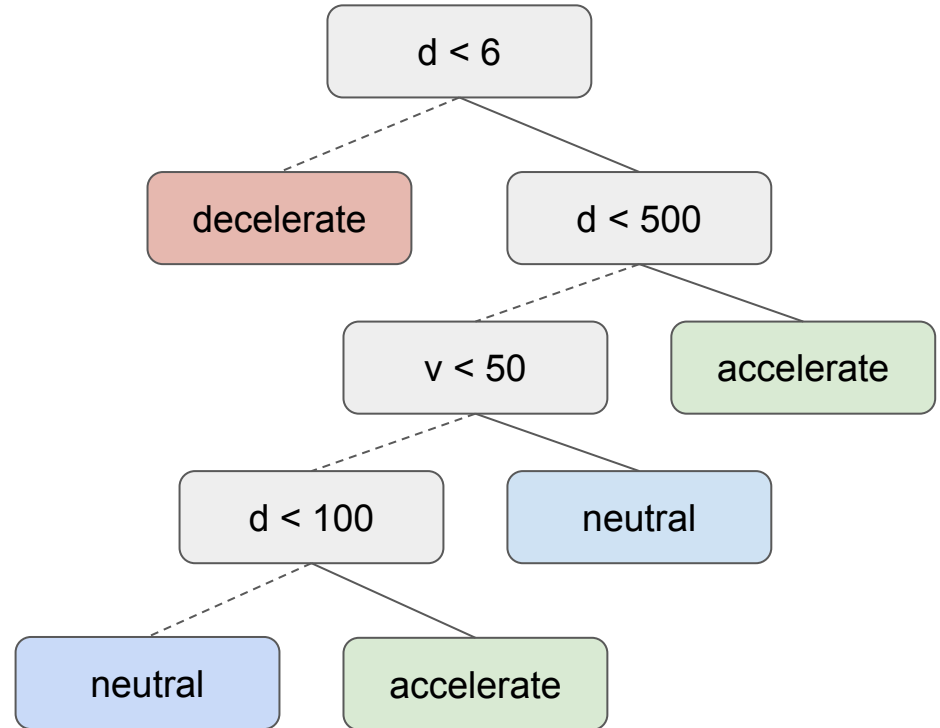 d < 6
decelerate
d < 500
v < 50
accelerate
d < 100
neutral
neutral
accelerate